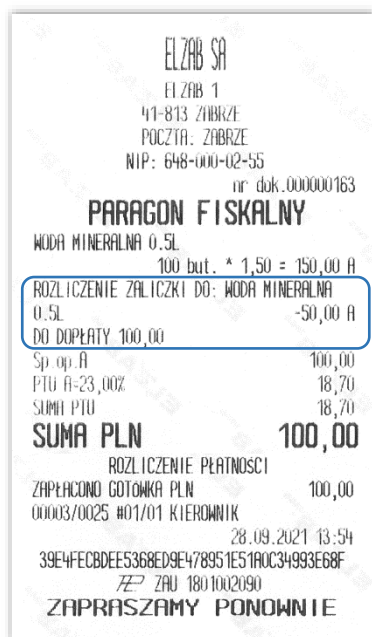 ELZAB SA
ELZAB 1
41-813 ZABRZE
POCZTA: ZABRZE
NIP: 648-000-02-55
nr dok.000000163
PARAGON FISKALNY
WODA MINERALNA 0.5L
100 but. * 1,50 = 150,00 A
ROZLICZENIE ZALICZKI DO: WODA MINERALNA
0.5L -50,00 A
DO DOPŁATY 100,00
Sp.op.A 100,00
PTU A=23,00% 18,70
SUMA PTU 18,70
SUMA PLN 100,00
ROZLICZENIE PŁATNOŚCI
ZAPŁACONO GOTÓWKA PLN 100,00
00003/0025 #01/01 KIEROWNIK
28.09.2021 13:54
39E4FECBDEE5368ED9E478951E51A0C34993E68F
ZAU 1801002090
ZAPRASZAMY PONOWNIE